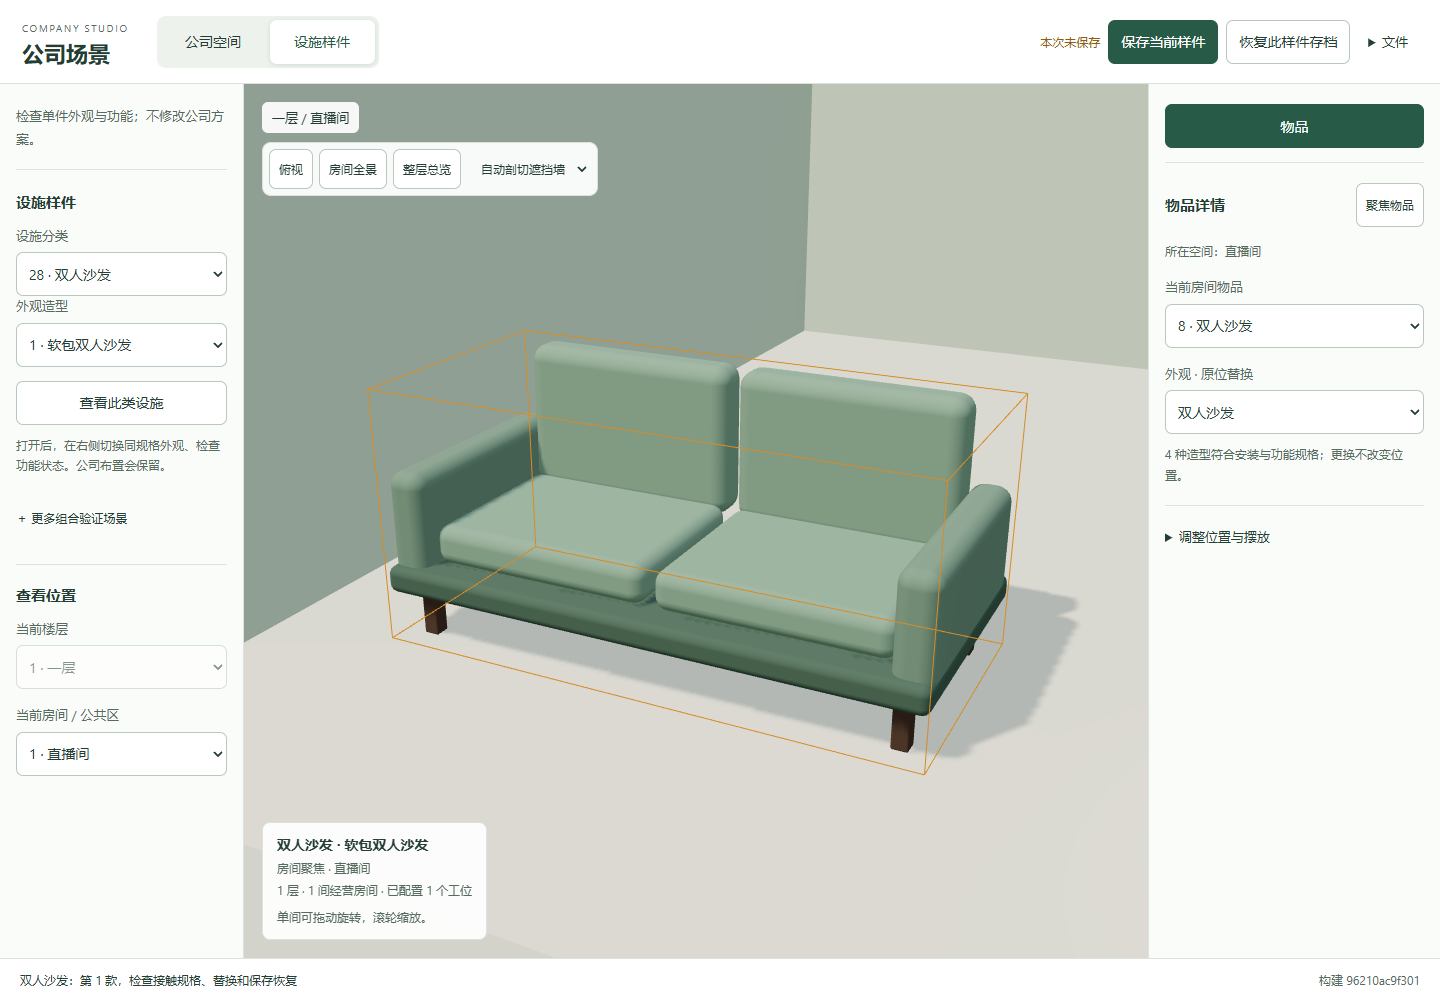 COMPANY STUDIO
公司场景
公司空间
设施样件
本次未保存
保存当前样件
恢复此样件存档
▶ 文件
检查单件外观与功能；不修改公司方
案。
设施样件
设施分类
28 · 双人沙发
外观造型
1 · 软包双人沙发
查看此类设施
打开后，在右侧切换同规格外观、检查
功能状态。公司布置会保留。
+ 更多组合验证场景
查看位置
当前楼层
1 · 一层
当前房间 / 公共区
1 · 直播间
一层 / 直播间
俯视
房间全景
整层总览
自动剖切遮挡墙
双人沙发 · 软包双人沙发
房间聚焦 · 直播间
1 层 · 1 间经营房间 · 已配置 1 个工位
单间可拖动旋转，滚轮缩放。
物品
物品详情
聚焦物品
所在空间：直播间
当前房间物品
8 · 双人沙发
外观 · 原位替换
双人沙发
4 种造型符合安装与功能规格；更换不改变位
置。
▶ 调整位置与摆放
双人沙发：第 1 款，检查接触规格、替换和保存恢复
构建 96210ac9f301